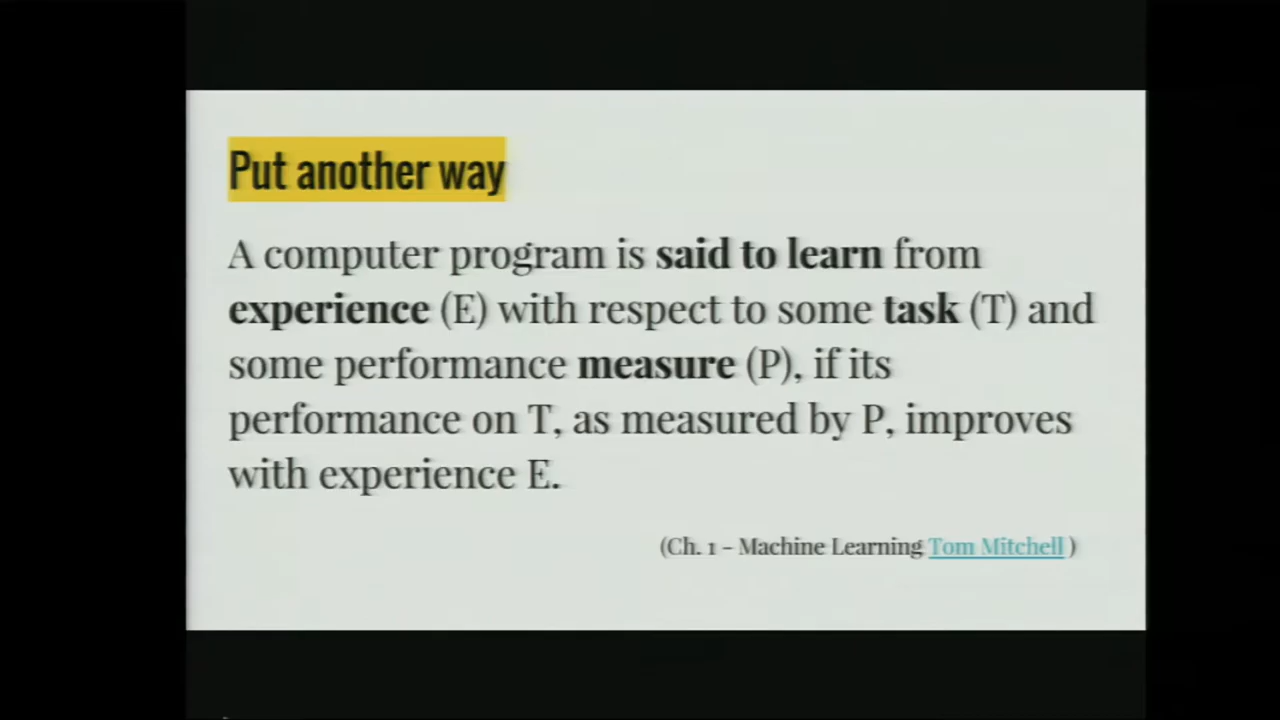 Put another way
A computer program is said to learn from
experience (E) with respect to some task (T) and
some performance measure (P), if its
performance on T, as measured by P, improves
with experience E.
(Ch. 1 – Machine Learning Tom Mitchell )